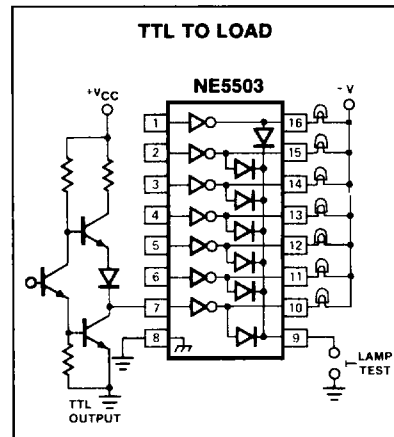 TTL TO LOAD
NE5503
+VCC
- V
1
2
3
4
5
6
7
8
16
15
14
13
12
11
10
9
TTL
OUTPUT
LAMP
TEST